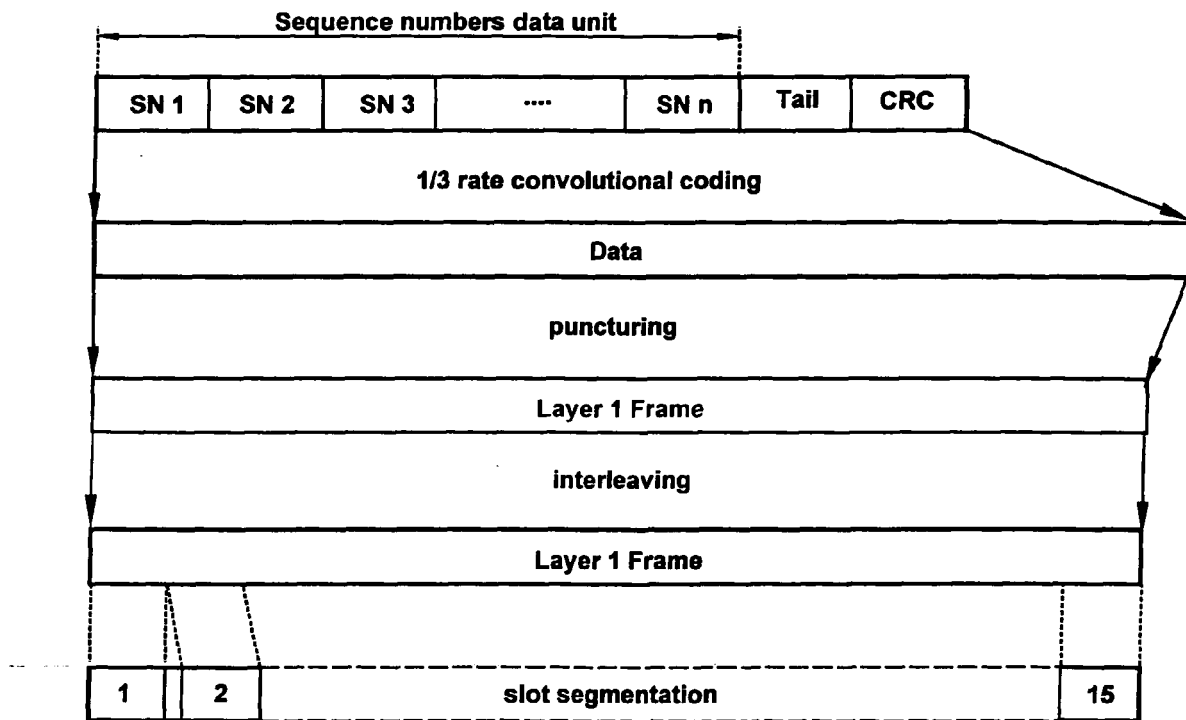 Sequence numbers data unit
SN 1 SN 2 SN 3 .... SN n Tail CRC
1/3 rate convolutional coding
Data
puncturing
Layer 1 Frame
interleaving
Layer 1 Frame
1 2 slot segmentation 15